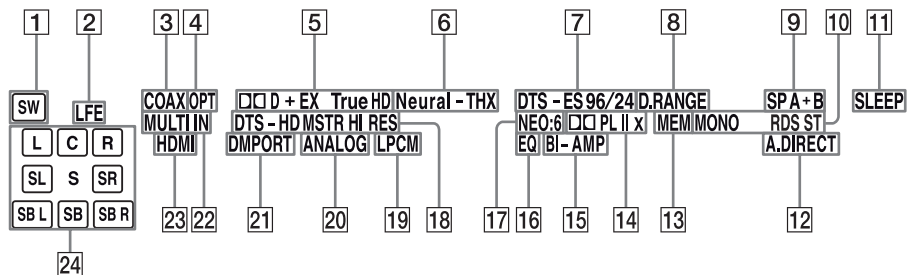 1 2 3 4 5 6 7 8 9 10 11
SW LFE COAX OPT D + EX True HD Neural - THX DTS - ES 96/24 D.RANGE SP A + B SLEEP
MULTI IN DTS - HD MSTR HI RES NEO:6 PL II x MEM MONO RDS ST
L C R HDMI DMPORT ANALOG LPCM EQ BI - AMP A.DIRECT
SL S SR
SB L SB SB R
23 22 21 20 19 18 17 16 15 14 13 12
24